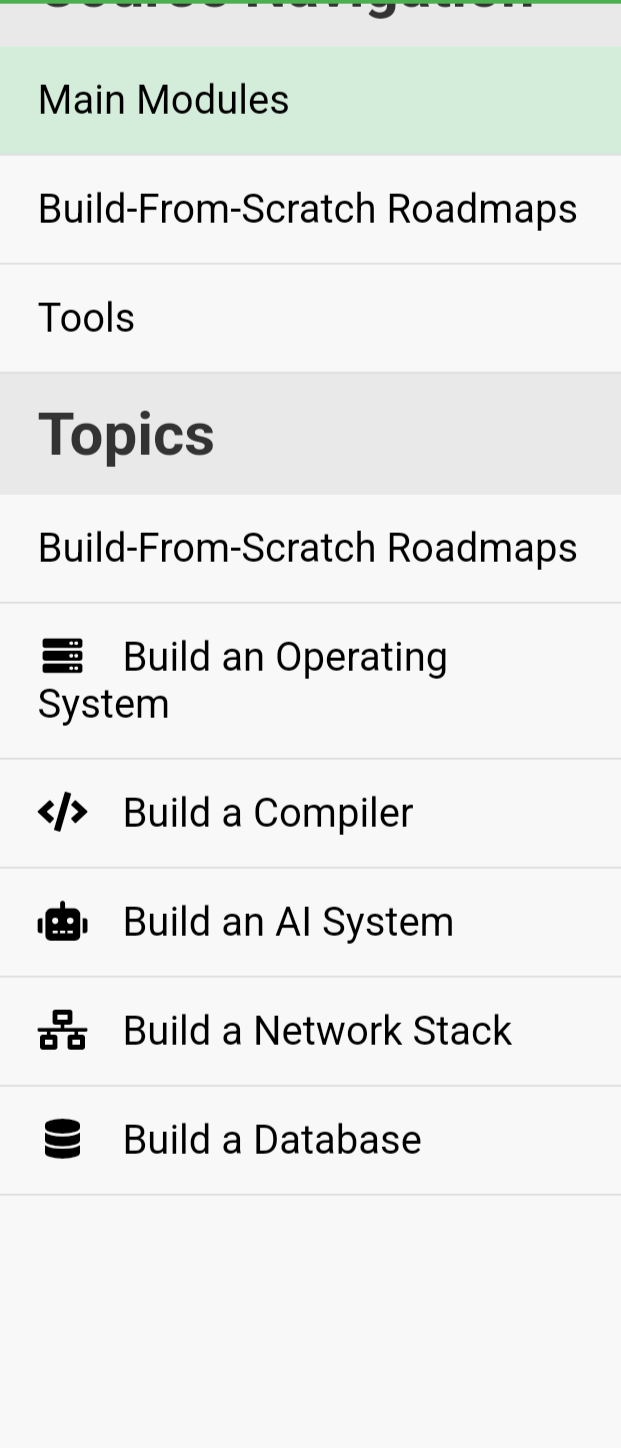 Navigation
Main Modules
Build-From-Scratch Roadmaps
Tools
Topics
Build-From-Scratch Roadmaps
Build an Operating
System
Build a Compiler
Build an AI System
Build a Network Stack
Build a Database